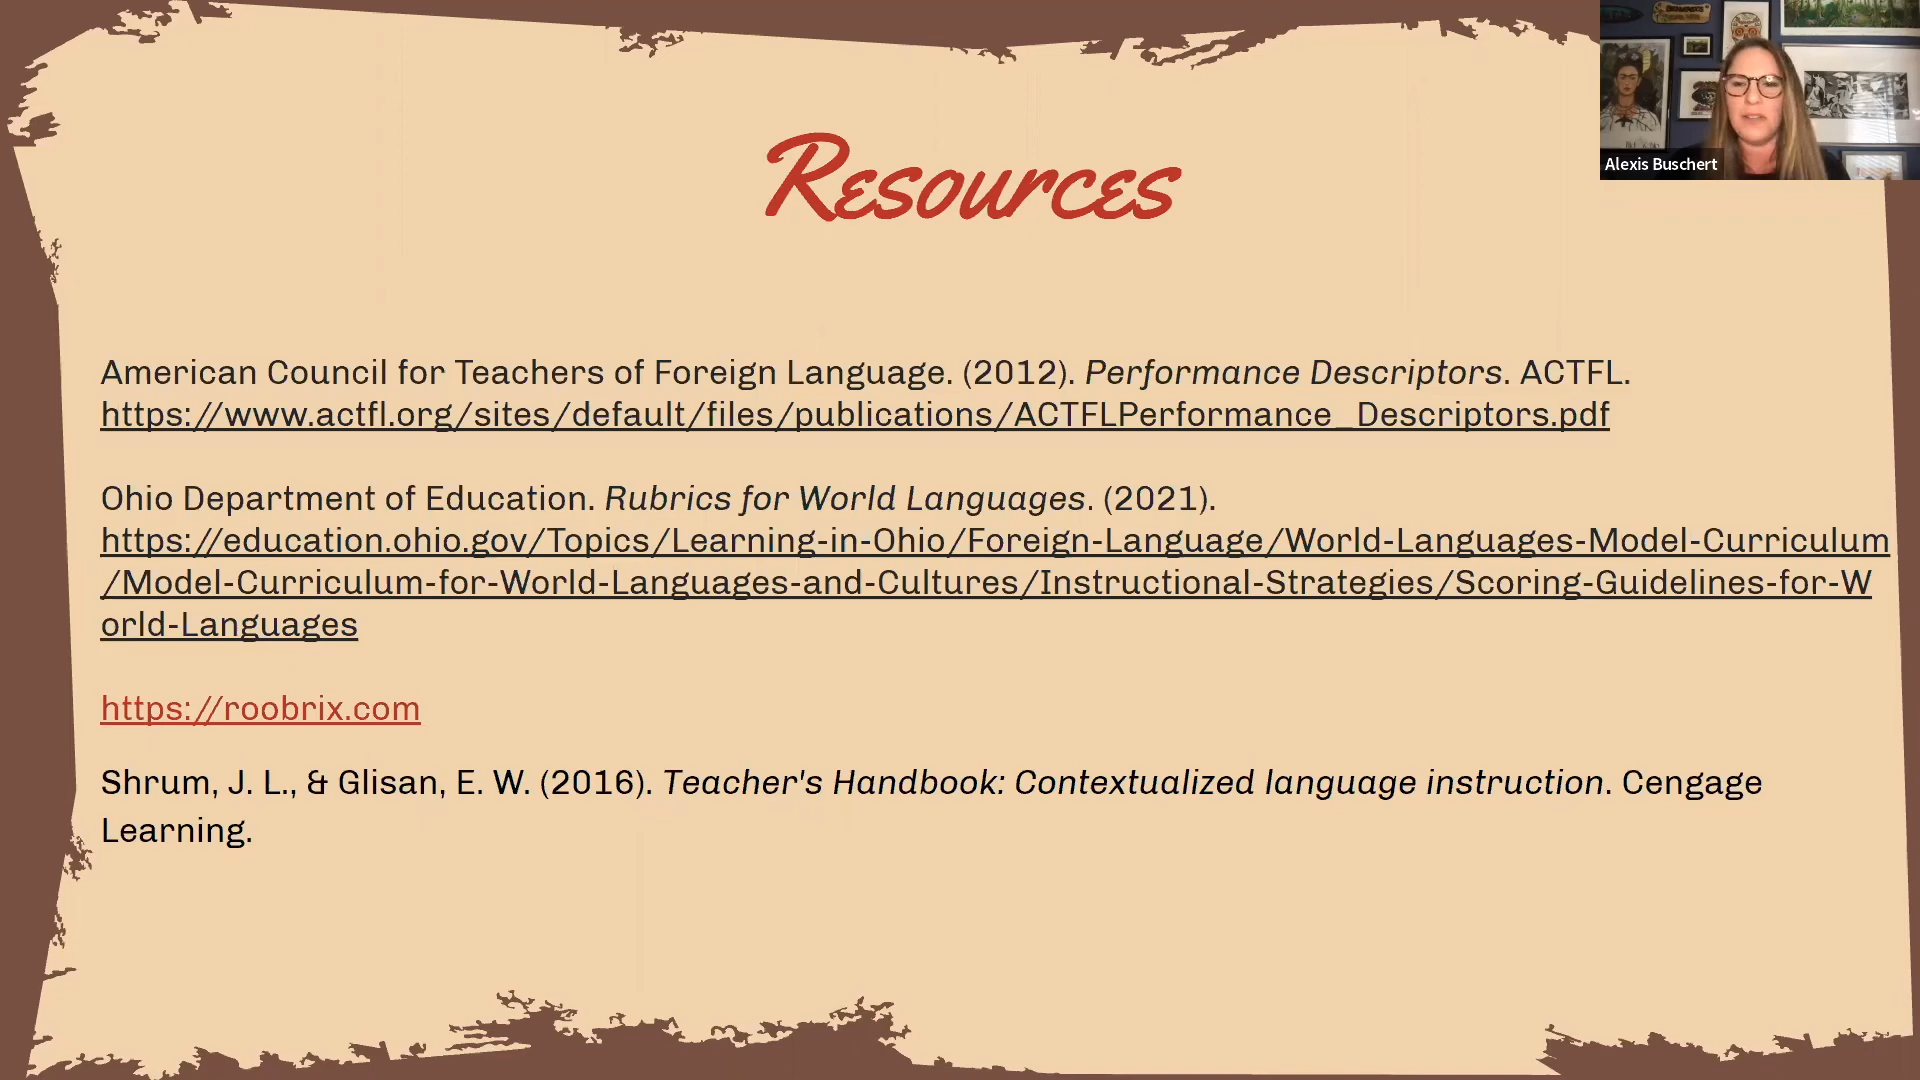 Resources
Alexis Buschert
American Council for Teachers of Foreign Language. (2012). Performance Descriptors. ACTFL.
https://www.actfl.org/sites/default/files/publications/ACTFLPerformance_Descriptors.pdf
Ohio Department of Education. Rubrics for World Languages. (2021).
https://education.ohio.gov/Topics/Learning-in-Ohio/Foreign-Language/World-Languages-Model-Curriculum
/Model-Curriculum-for-World-Languages-and-Cultures/Instructional-Strategies/Scoring-Guidelines-for-W
orld-Languages
https://roobrix.com
Shrum, J. L., & Glisan, E. W. (2016). Teacher's Handbook: Contextualized language instruction. Cengage
Learning.